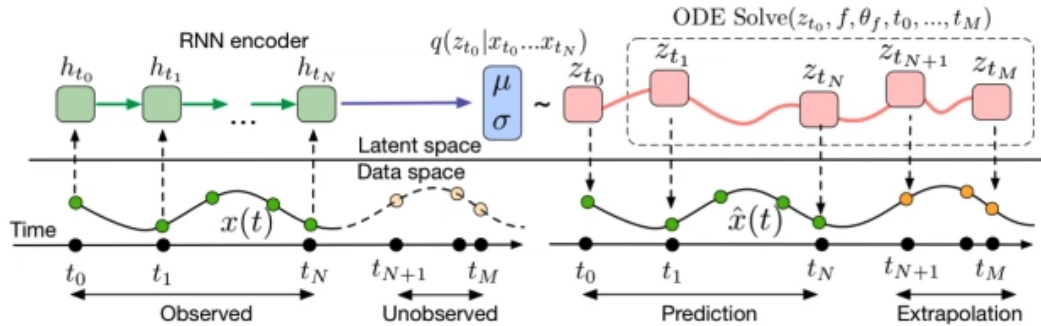 ODE Solve(z_{t_0}, f, θ_f, t_0, ..., t_M)
RNN encoder
q(z_{t_0}|x_{t_0}...x_{t_N})
h_{t_0} h_{t_1} h_{t_N} z_{t_0} z_{t_1} z_{t_N} z_{t_{N+1}} z_{t_M}
... μ ~
σ
Latent space
Data space
x(t) x̂(t)
Time
t_0 t_1 t_N t_{N+1} t_M t_0 t_1 t_N t_{N+1} t_M
Observed Unobserved Prediction Extrapolation